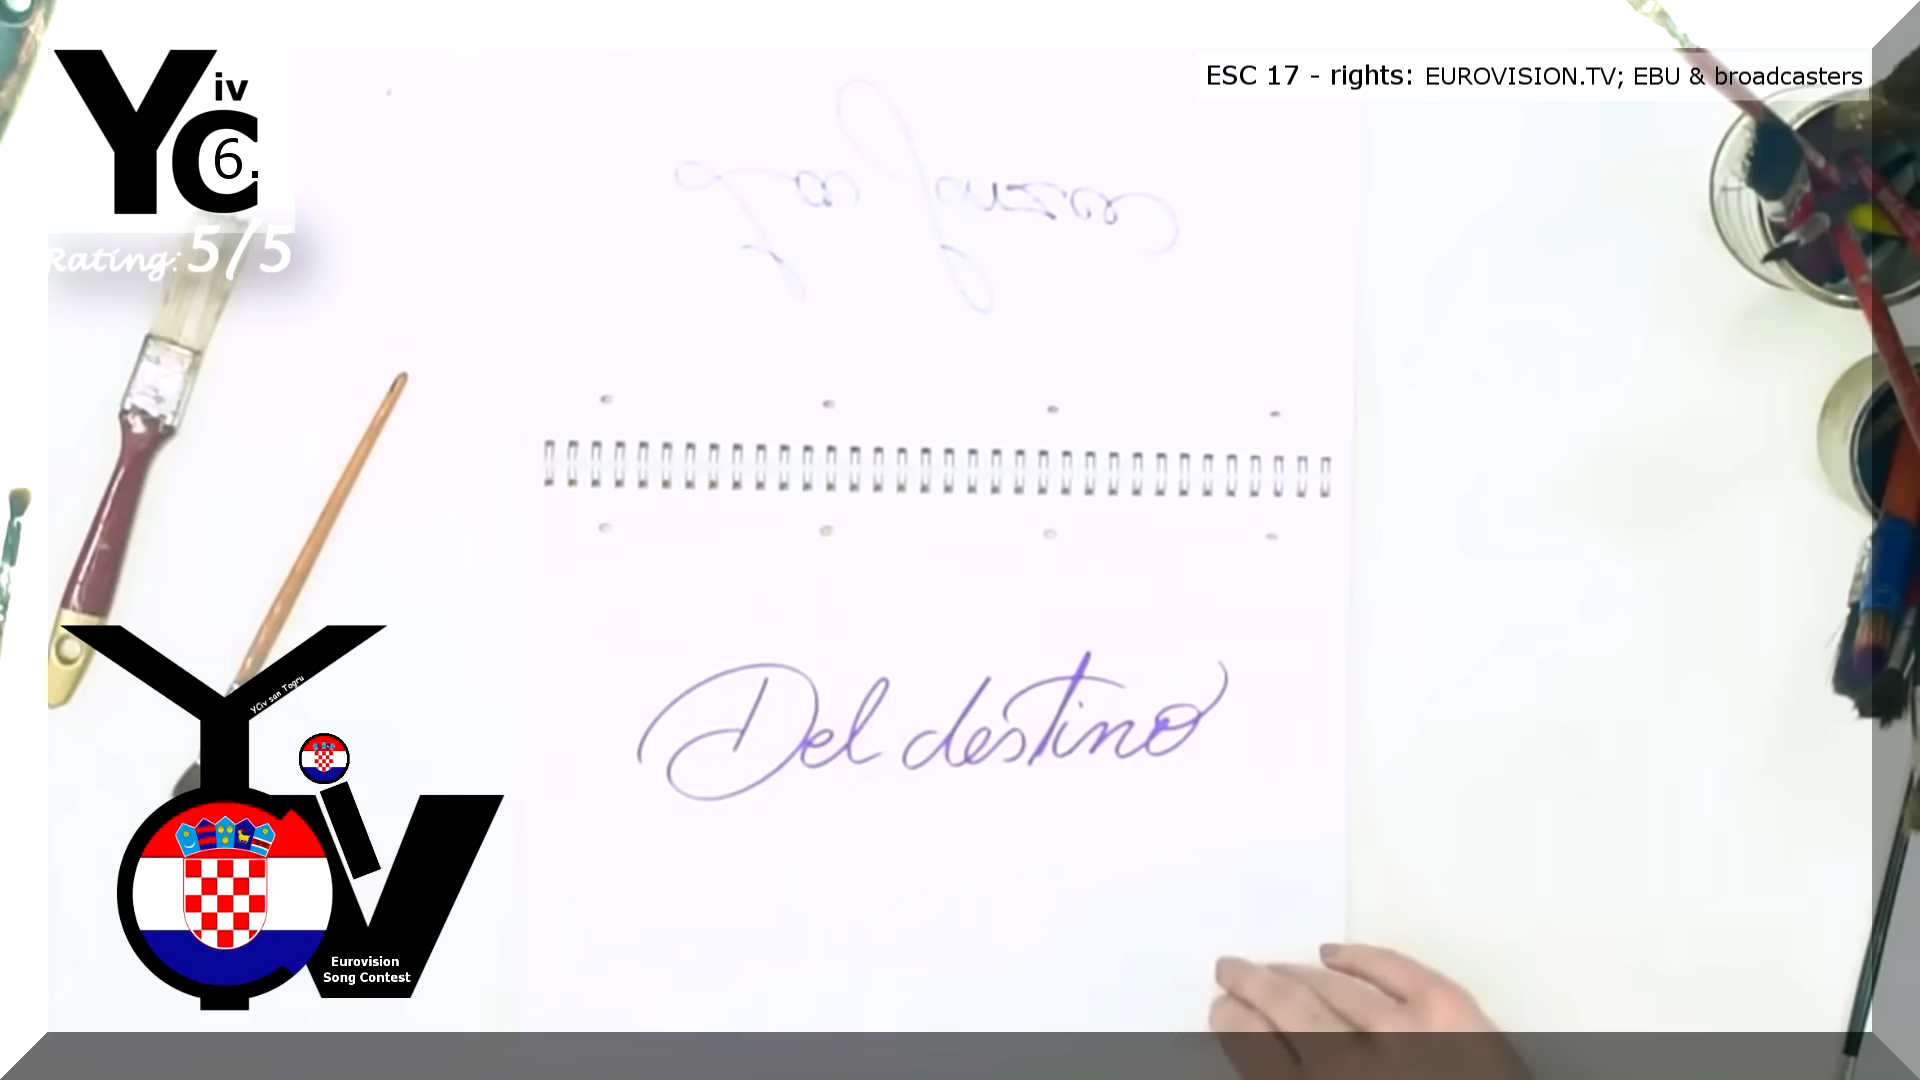 Y iv
C
6.
ESC 17 - rights: EUROVISION.TV; EBU & broadcasters
Rating: 5/5
Del destino
YCiv san Togru
Y
iV
Eurovision
Song Contest